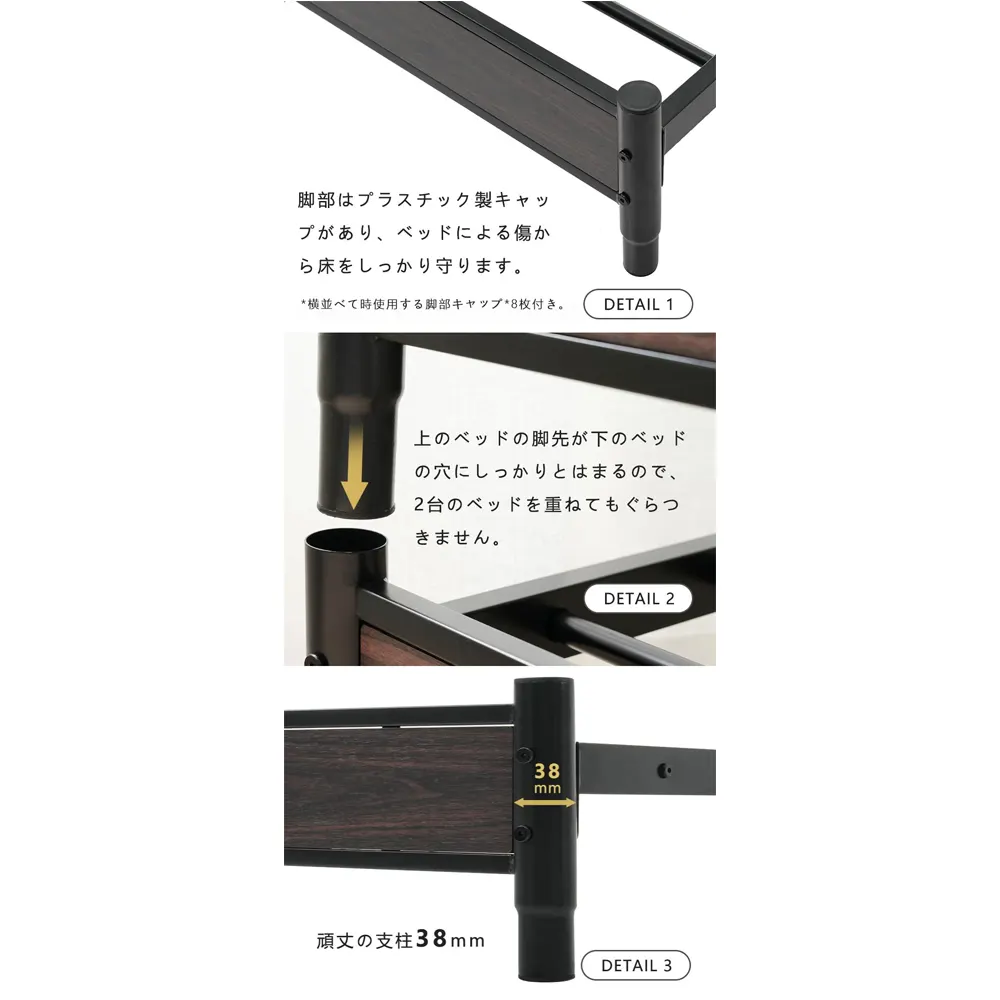 脚部はプラスチック製キャッ
プがあり、ベッドによる傷か
ら床をしっかり守ります。
*横並べて時使用する脚部キャップ*8枚付き。
DETAIL 1
上のベッドの脚先が下のベッド
の穴にしっかりとはまるので、
2台のベッドを重ねてもぐらつ
きません。
DETAIL 2
38
mm
頑丈の支柱38mm
DETAIL 3